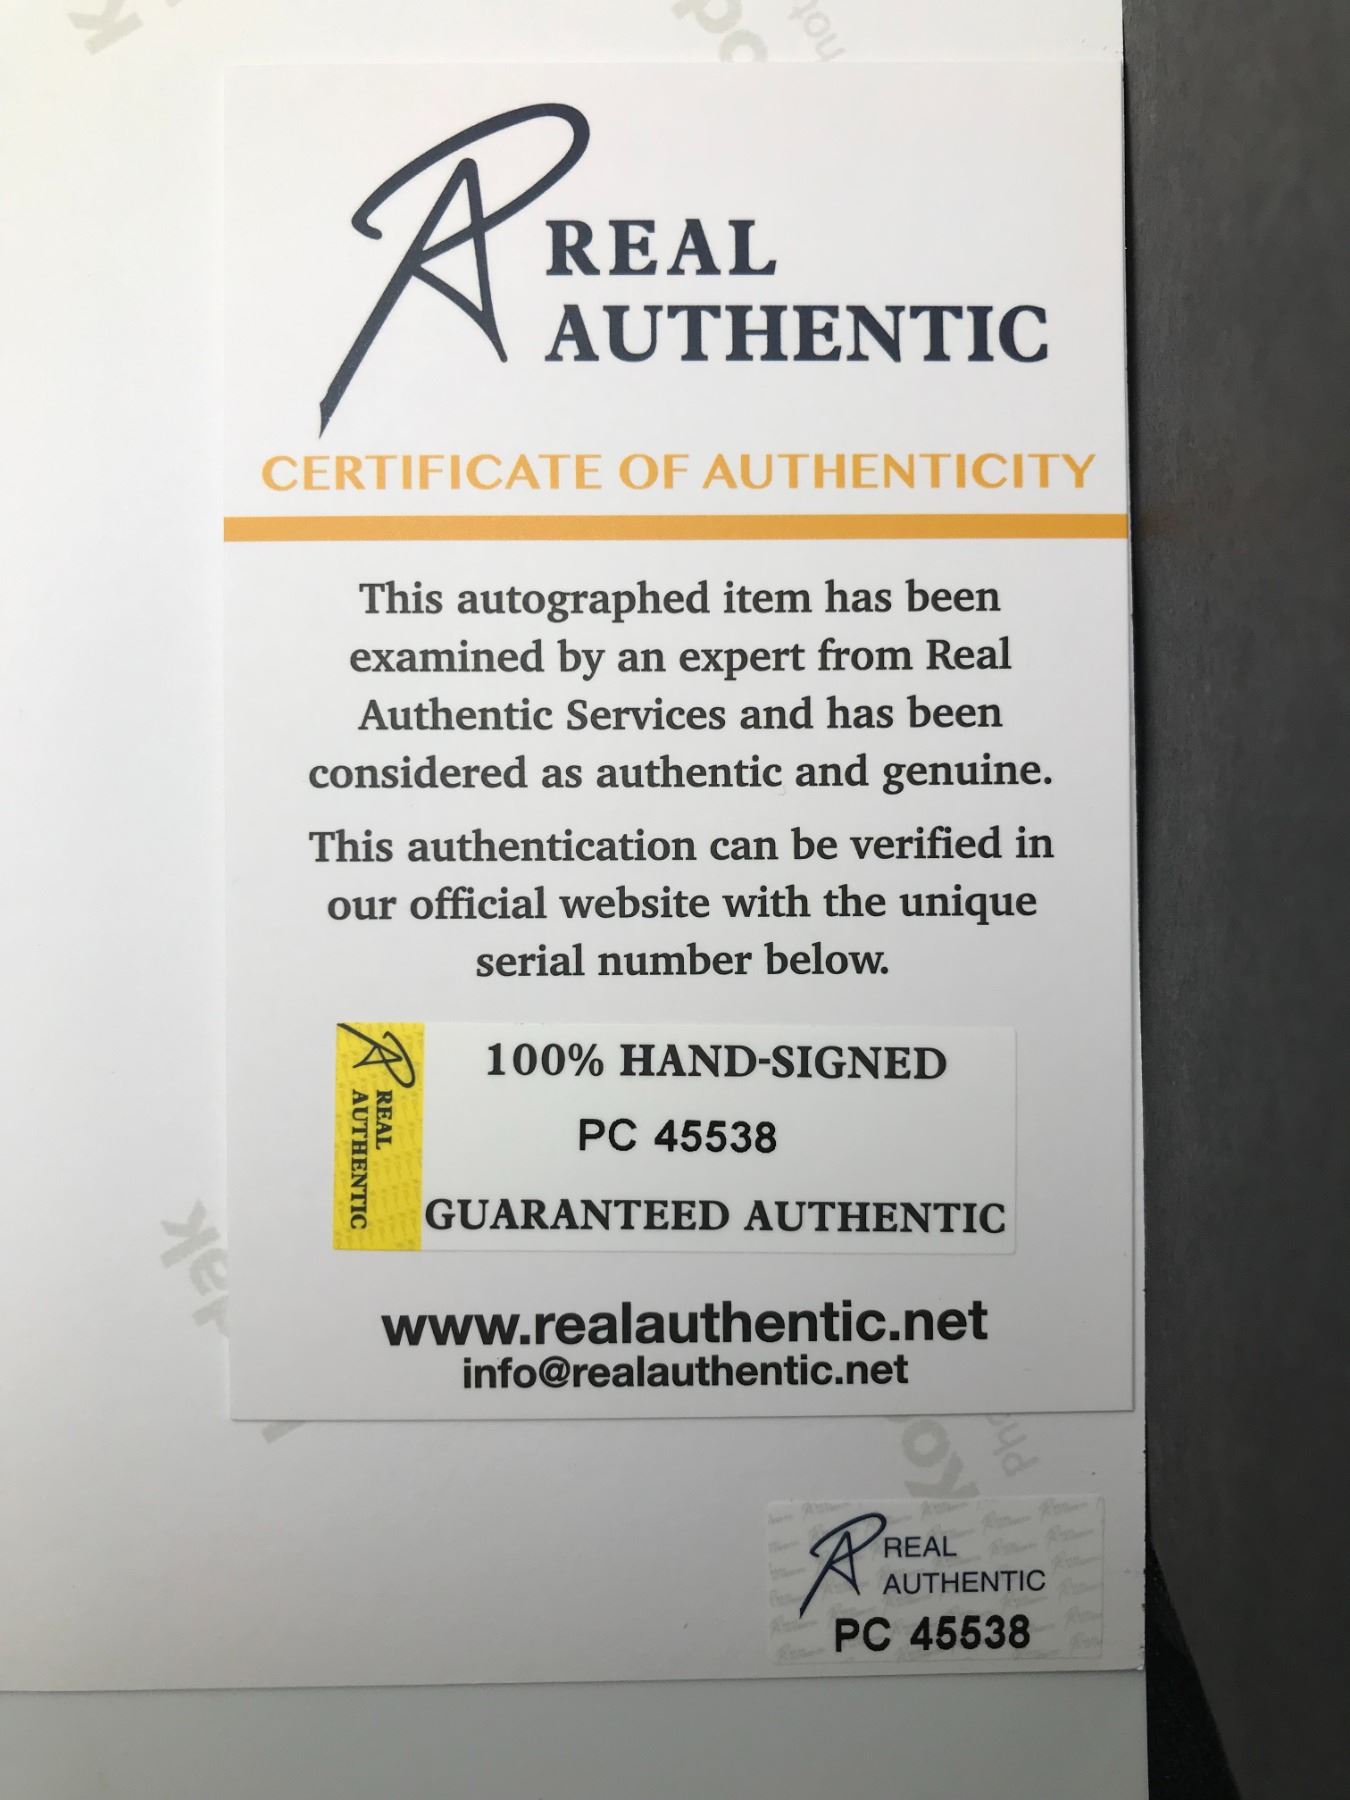 REAL
AUTHENTIC
CERTIFICATE OF AUTHENTICITY
This autographed item has been
examined by an expert from Real
Authentic Services and has been
considered as authentic and genuine.
This authentication can be verified in
our official website with the unique
serial number below.
REAL
AUTHENTIC
100% HAND-SIGNED
PC 45538
GUARANTEED AUTHENTIC
www.realauthentic.net
info@realauthentic.net
REAL
AUTHENTIC
PC 45538